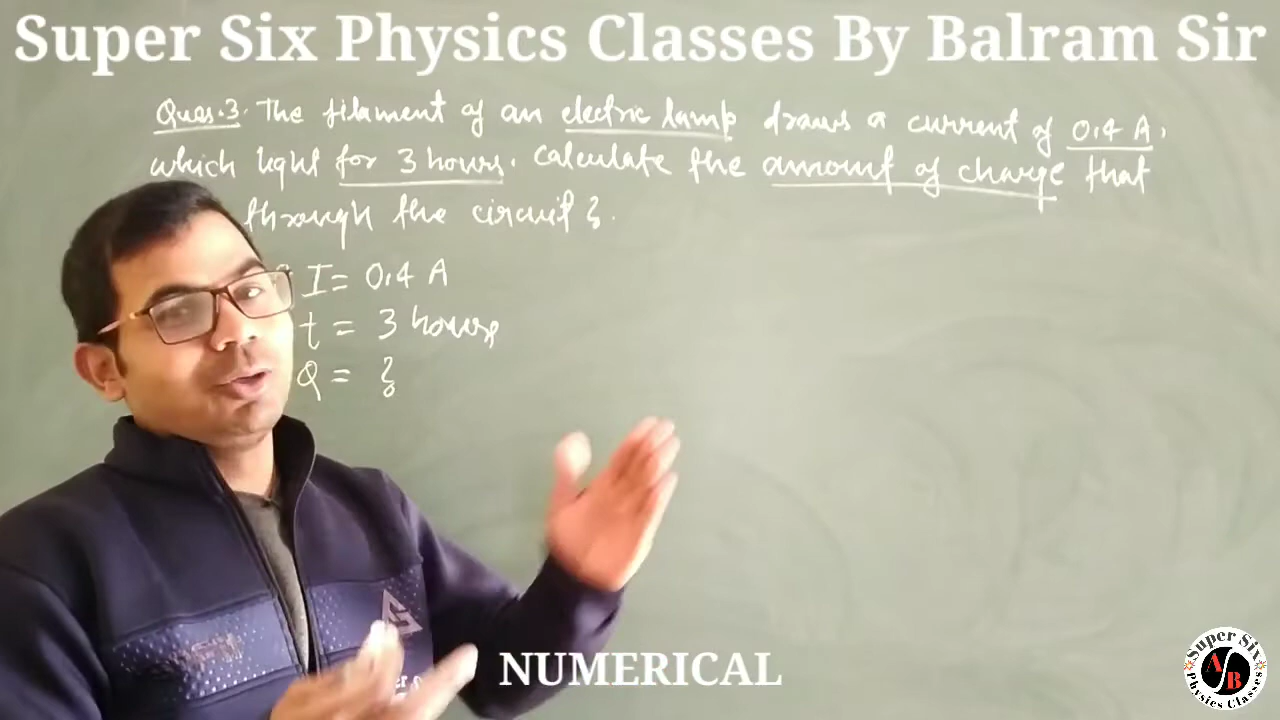 Super Six Physics Classes By Balram Sir
Ques.3. The filament of an electric lamp draws a current of 0.4 A,
which light for 3 hours. Calculate the amount of charge that
through the circuit ?.
I = 0.4 A
t = 3 hours
Q = ?
NUMERICAL
Super Six
Physics Classes